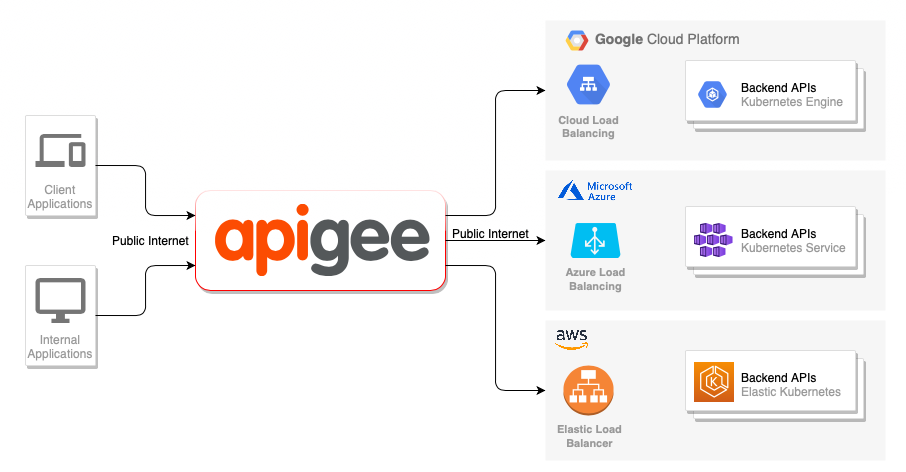 Client
Applications
Internal
Applications
Public Internet
apigee
Public Internet
Google Cloud Platform
Cloud Load
Balancing
Backend APIs
Kubernetes Engine
Microsoft
Azure
Azure Load
Balancing
Backend APIs
Kubernetes Service
aws
Elastic Load
Balancer
K
Backend APIs
Elastic Kubernetes